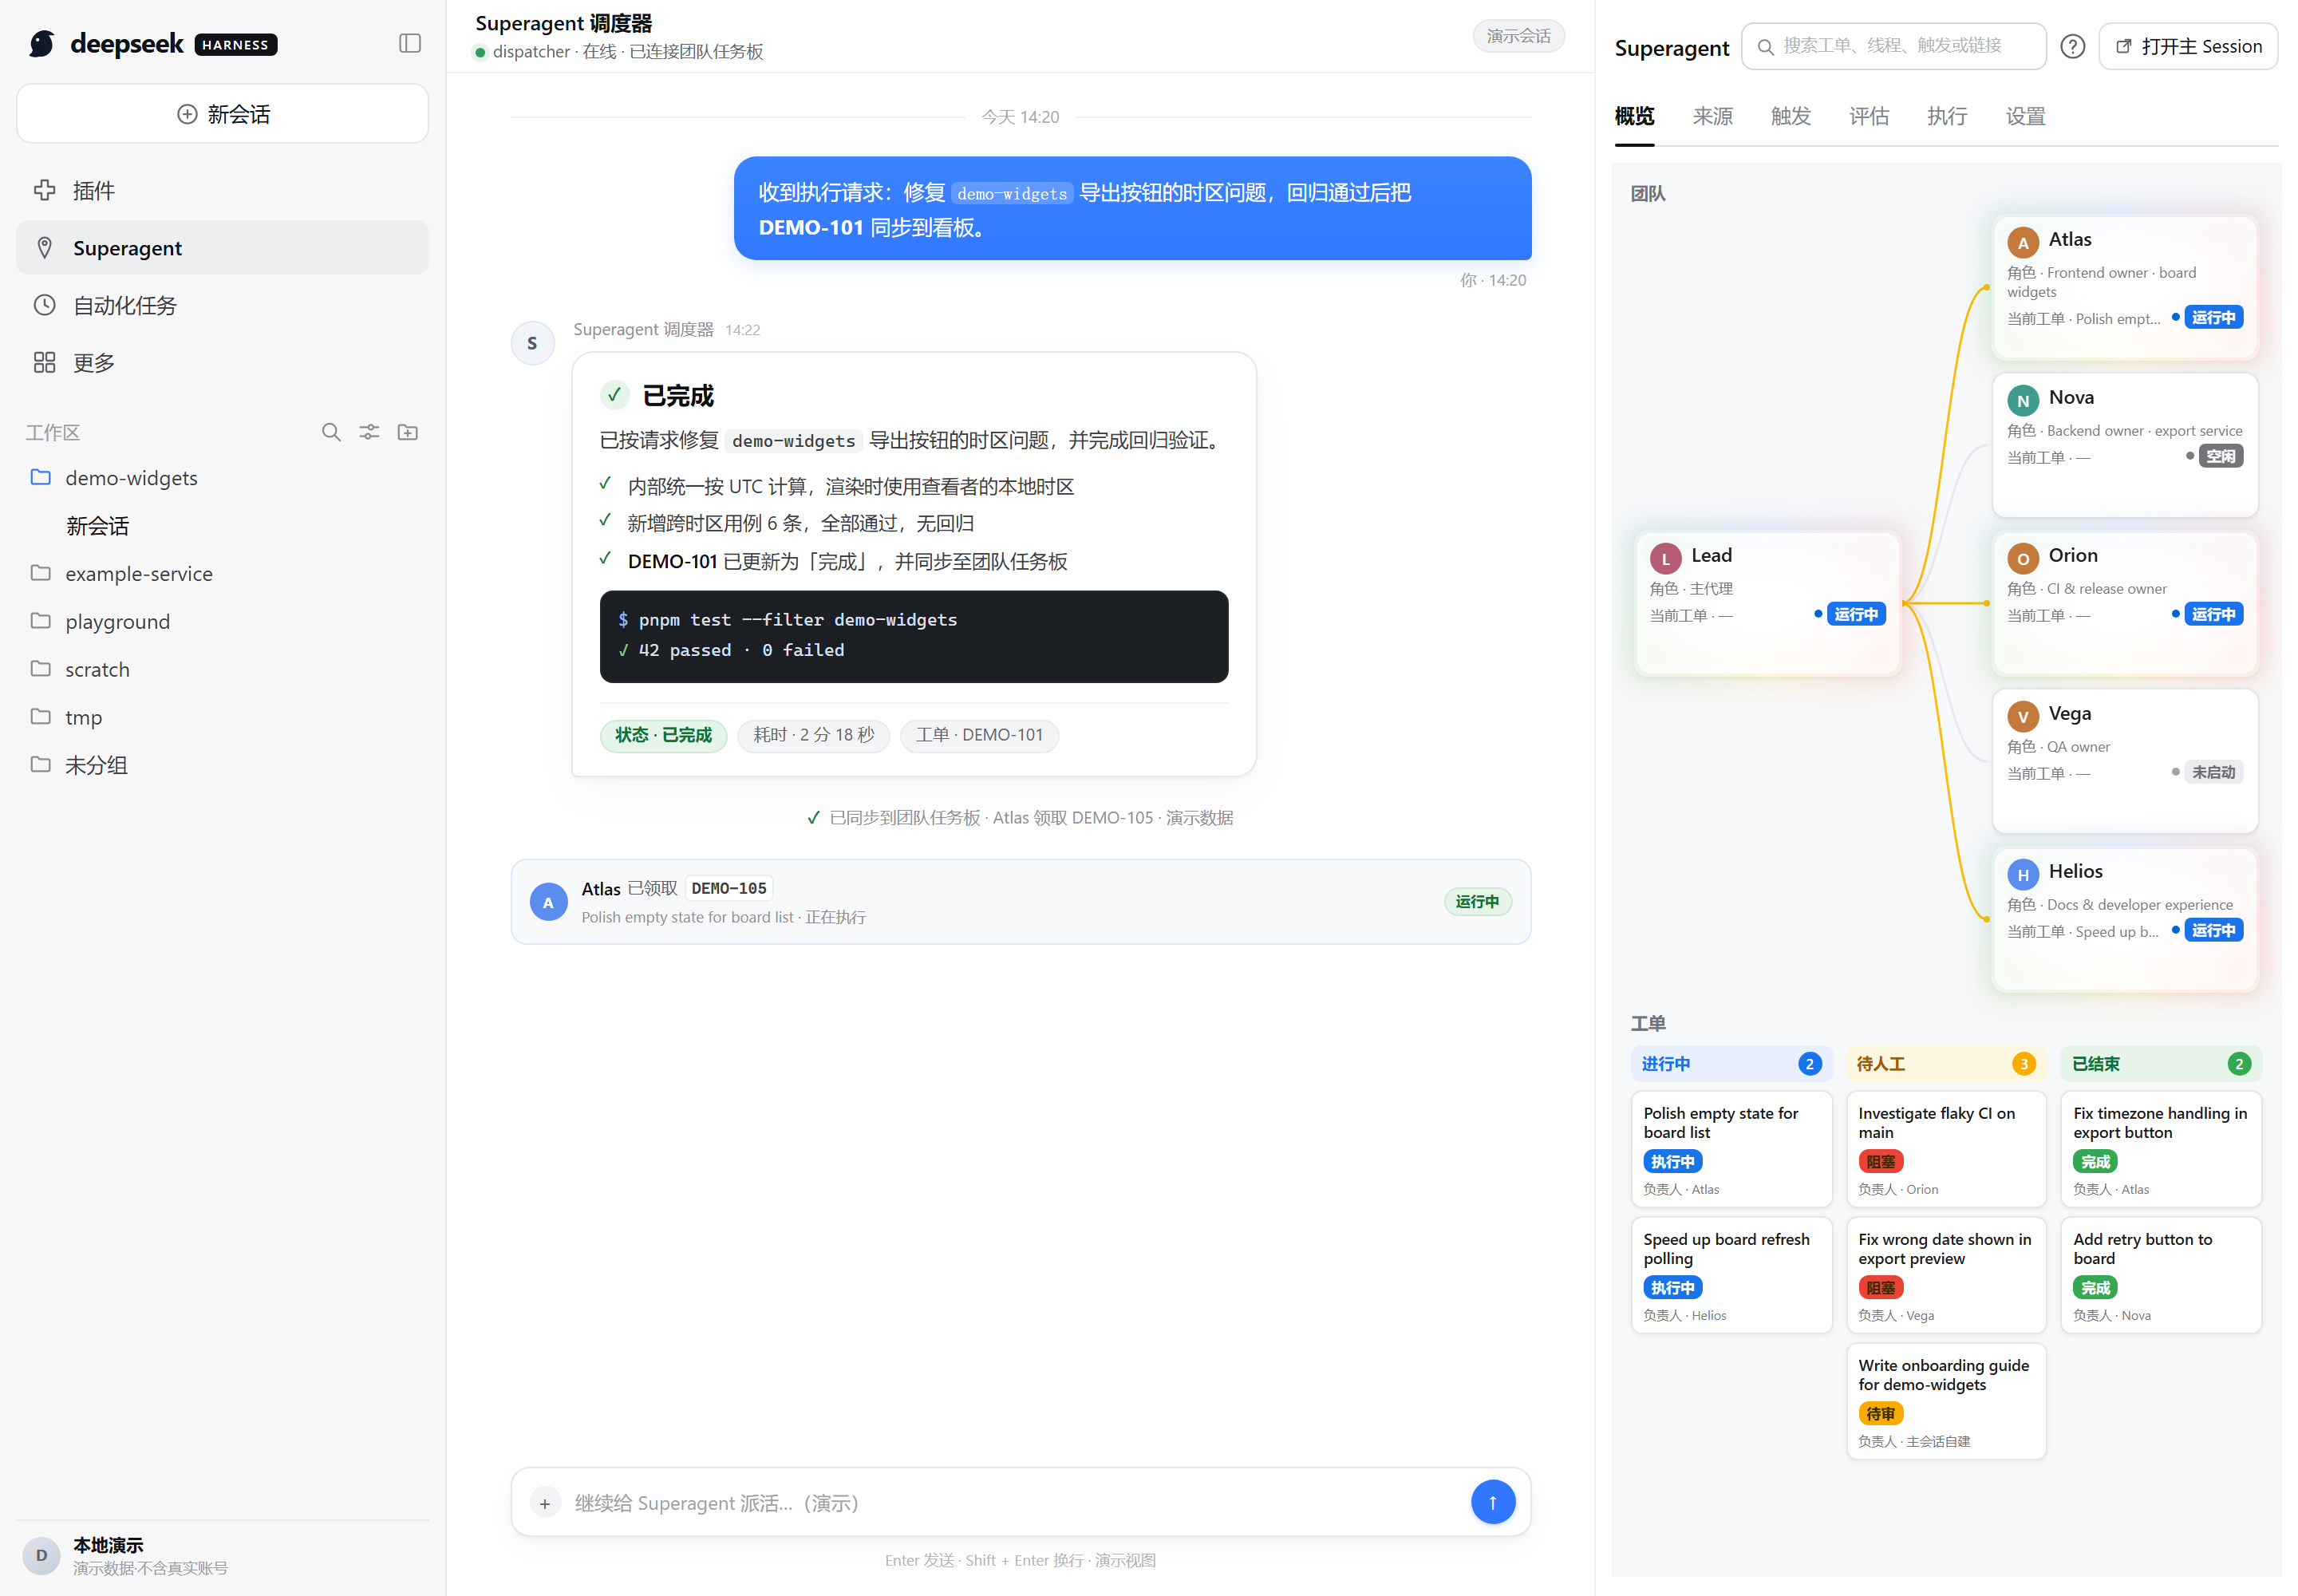 deepseek HARNESS
新会话
插件
Superagent
自动化任务
更多
工作区
demo-widgets
新会话
example-service
playground
scratch
tmp
未分组
D
本地演示
演示数据·不含真实账号
Superagent 调度器
dispatcher · 在线 · 已连接团队任务板
演示会话
今天 14:20
收到执行请求：修复 demo-widgets 导出按钮的时区问题，回归通过后把
DEMO-101 同步到看板。
你 · 14:20
S
Superagent 调度器 14:22
✓ 已完成
已按请求修复 demo-widgets 导出按钮的时区问题，并完成回归验证。
✓ 内部统一按 UTC 计算，渲染时使用查看者的本地时区
✓ 新增跨时区用例 6 条，全部通过，无回归
✓ DEMO-101 已更新为「完成」，并同步至团队任务板
$ pnpm test --filter demo-widgets
✓ 42 passed · 0 failed
状态 · 已完成
耗时 · 2 分 18 秒
工单 · DEMO-101
✓ 已同步到团队任务板 · Atlas 领取 DEMO-105 · 演示数据
A
Atlas 已领取 DEMO-105
Polish empty state for board list · 正在执行
运行中
+ 继续给 Superagent 派活…（演示） ↑
Enter 发送 · Shift + Enter 换行 · 演示视图
Superagent
搜索工单、线程、触发或链接
?
打开主 Session
概览 来源 触发 评估 执行 设置
团队
L Lead
角色 · 主代理
当前工单 · — 运行中
A Atlas
角色 · Frontend owner · board
widgets
当前工单 · Polish empt... 运行中
N Nova
角色 · Backend owner · export service
当前工单 · — 空闲
O Orion
角色 · CI & release owner
当前工单 · — 运行中
V Vega
角色 · QA owner
当前工单 · — 未启动
H Helios
角色 · Docs & developer experience
当前工单 · Speed up b... 运行中
工单
进行中 2
Polish empty state for
board list
执行中
负责人 · Atlas
Speed up board refresh
polling
执行中
负责人 · Helios
待人工 3
Investigate flaky CI on
main
阻塞
负责人 · Orion
Fix wrong date shown in
export preview
阻塞
负责人 · Vega
Write onboarding guide
for demo-widgets
待审
负责人 · 主会话自建
已结束 2
Fix timezone handling in
export button
完成
负责人 · Atlas
Add retry button to
board
完成
负责人 · Nova